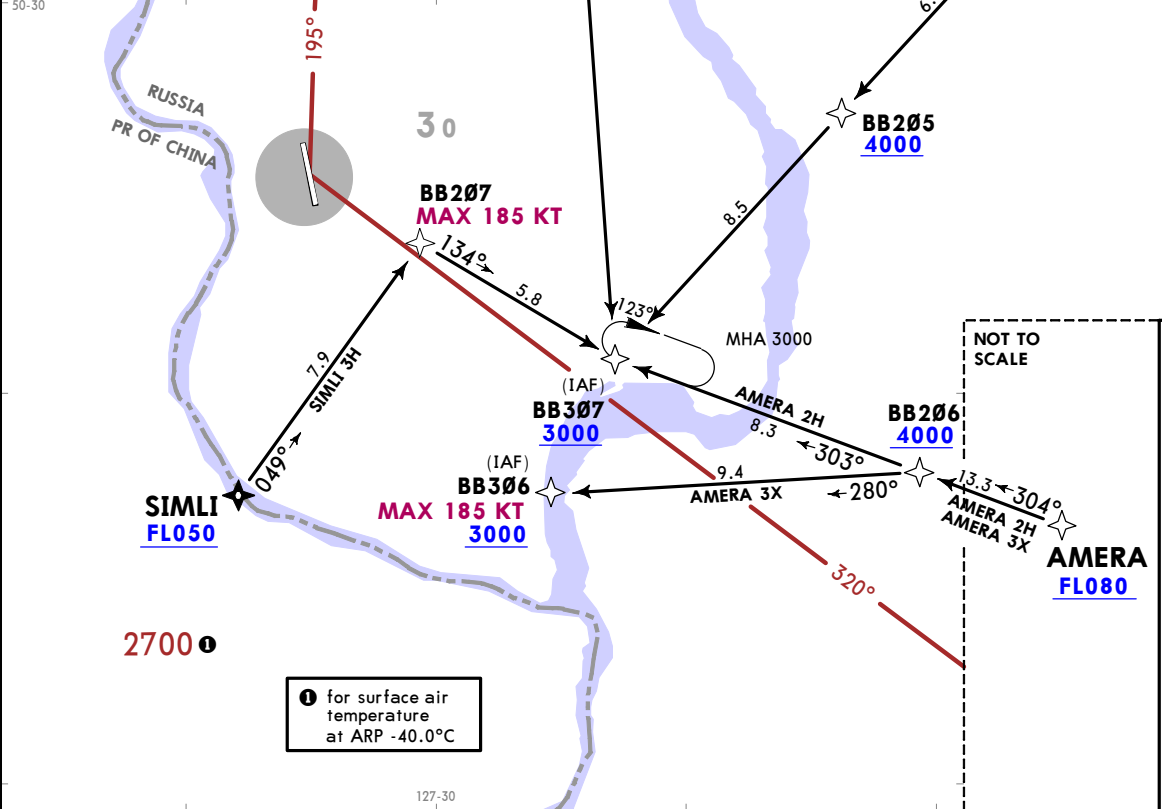 50-30
195°
6.
RUSSIA
PR OF CHINA
30
BB2Ø5
4000
BB2Ø7
MAX 185 KT
134°
8.5
5.8
123°
MHA 3000
NOT TO
SCALE
7.9
SIMLI 3H
049°
(IAF)
BB3Ø7
3000
AMERA 2H
8.3
303°
BB2Ø6
4000
(IAF)
BB3Ø6
MAX 185 KT
3000
9.4
AMERA 3X
280°
13.3
304°
AMERA 2H
AMERA 3X
SIMLI
FL050
AMERA
FL080
320°
2700 ❶
❶ for surface air
temperature
at ARP -40.0°C
127-30